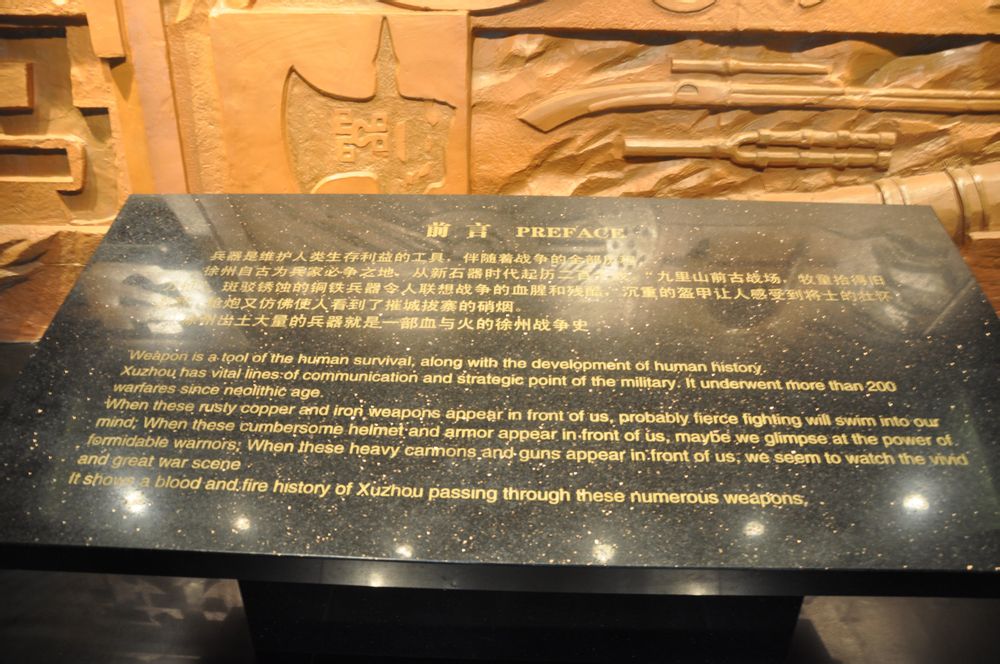 前言 PREFACE
兵器是维护人类生存利益的工具，伴随着战争的全部历程
徐州自古为兵家必争之地。从新石器时代起历二百 "九里山前古战场，牧童拾得旧
斑驳锈蚀的铜铁兵器令人联想战争的血腥和残酷，沉重的盔甲让人感受到将士的壮怀
枪炮又仿佛使人看到了摧城拔寨的硝烟。
州出土大量的兵器就是一部血与火的徐州战争史
Weapon is a tool of the human survival, along with the development of human history.
Xuzhou has vital lines of communication and strategic point of the military. It underwent more than 200
warfares since neolithic age.
When these rusty copper and iron weapons appear in front of us, probably fierce fighting will swim into our
mind; When these cumbersome helmet and armor appear in front of us, maybe we glimpse at the power of
formidable warriors; When these heavy cannons and guns appear in front of us, we seem to watch the vivid
and great war scene
It shows a blood and fire history of Xuzhou passing through these numerous weapons.